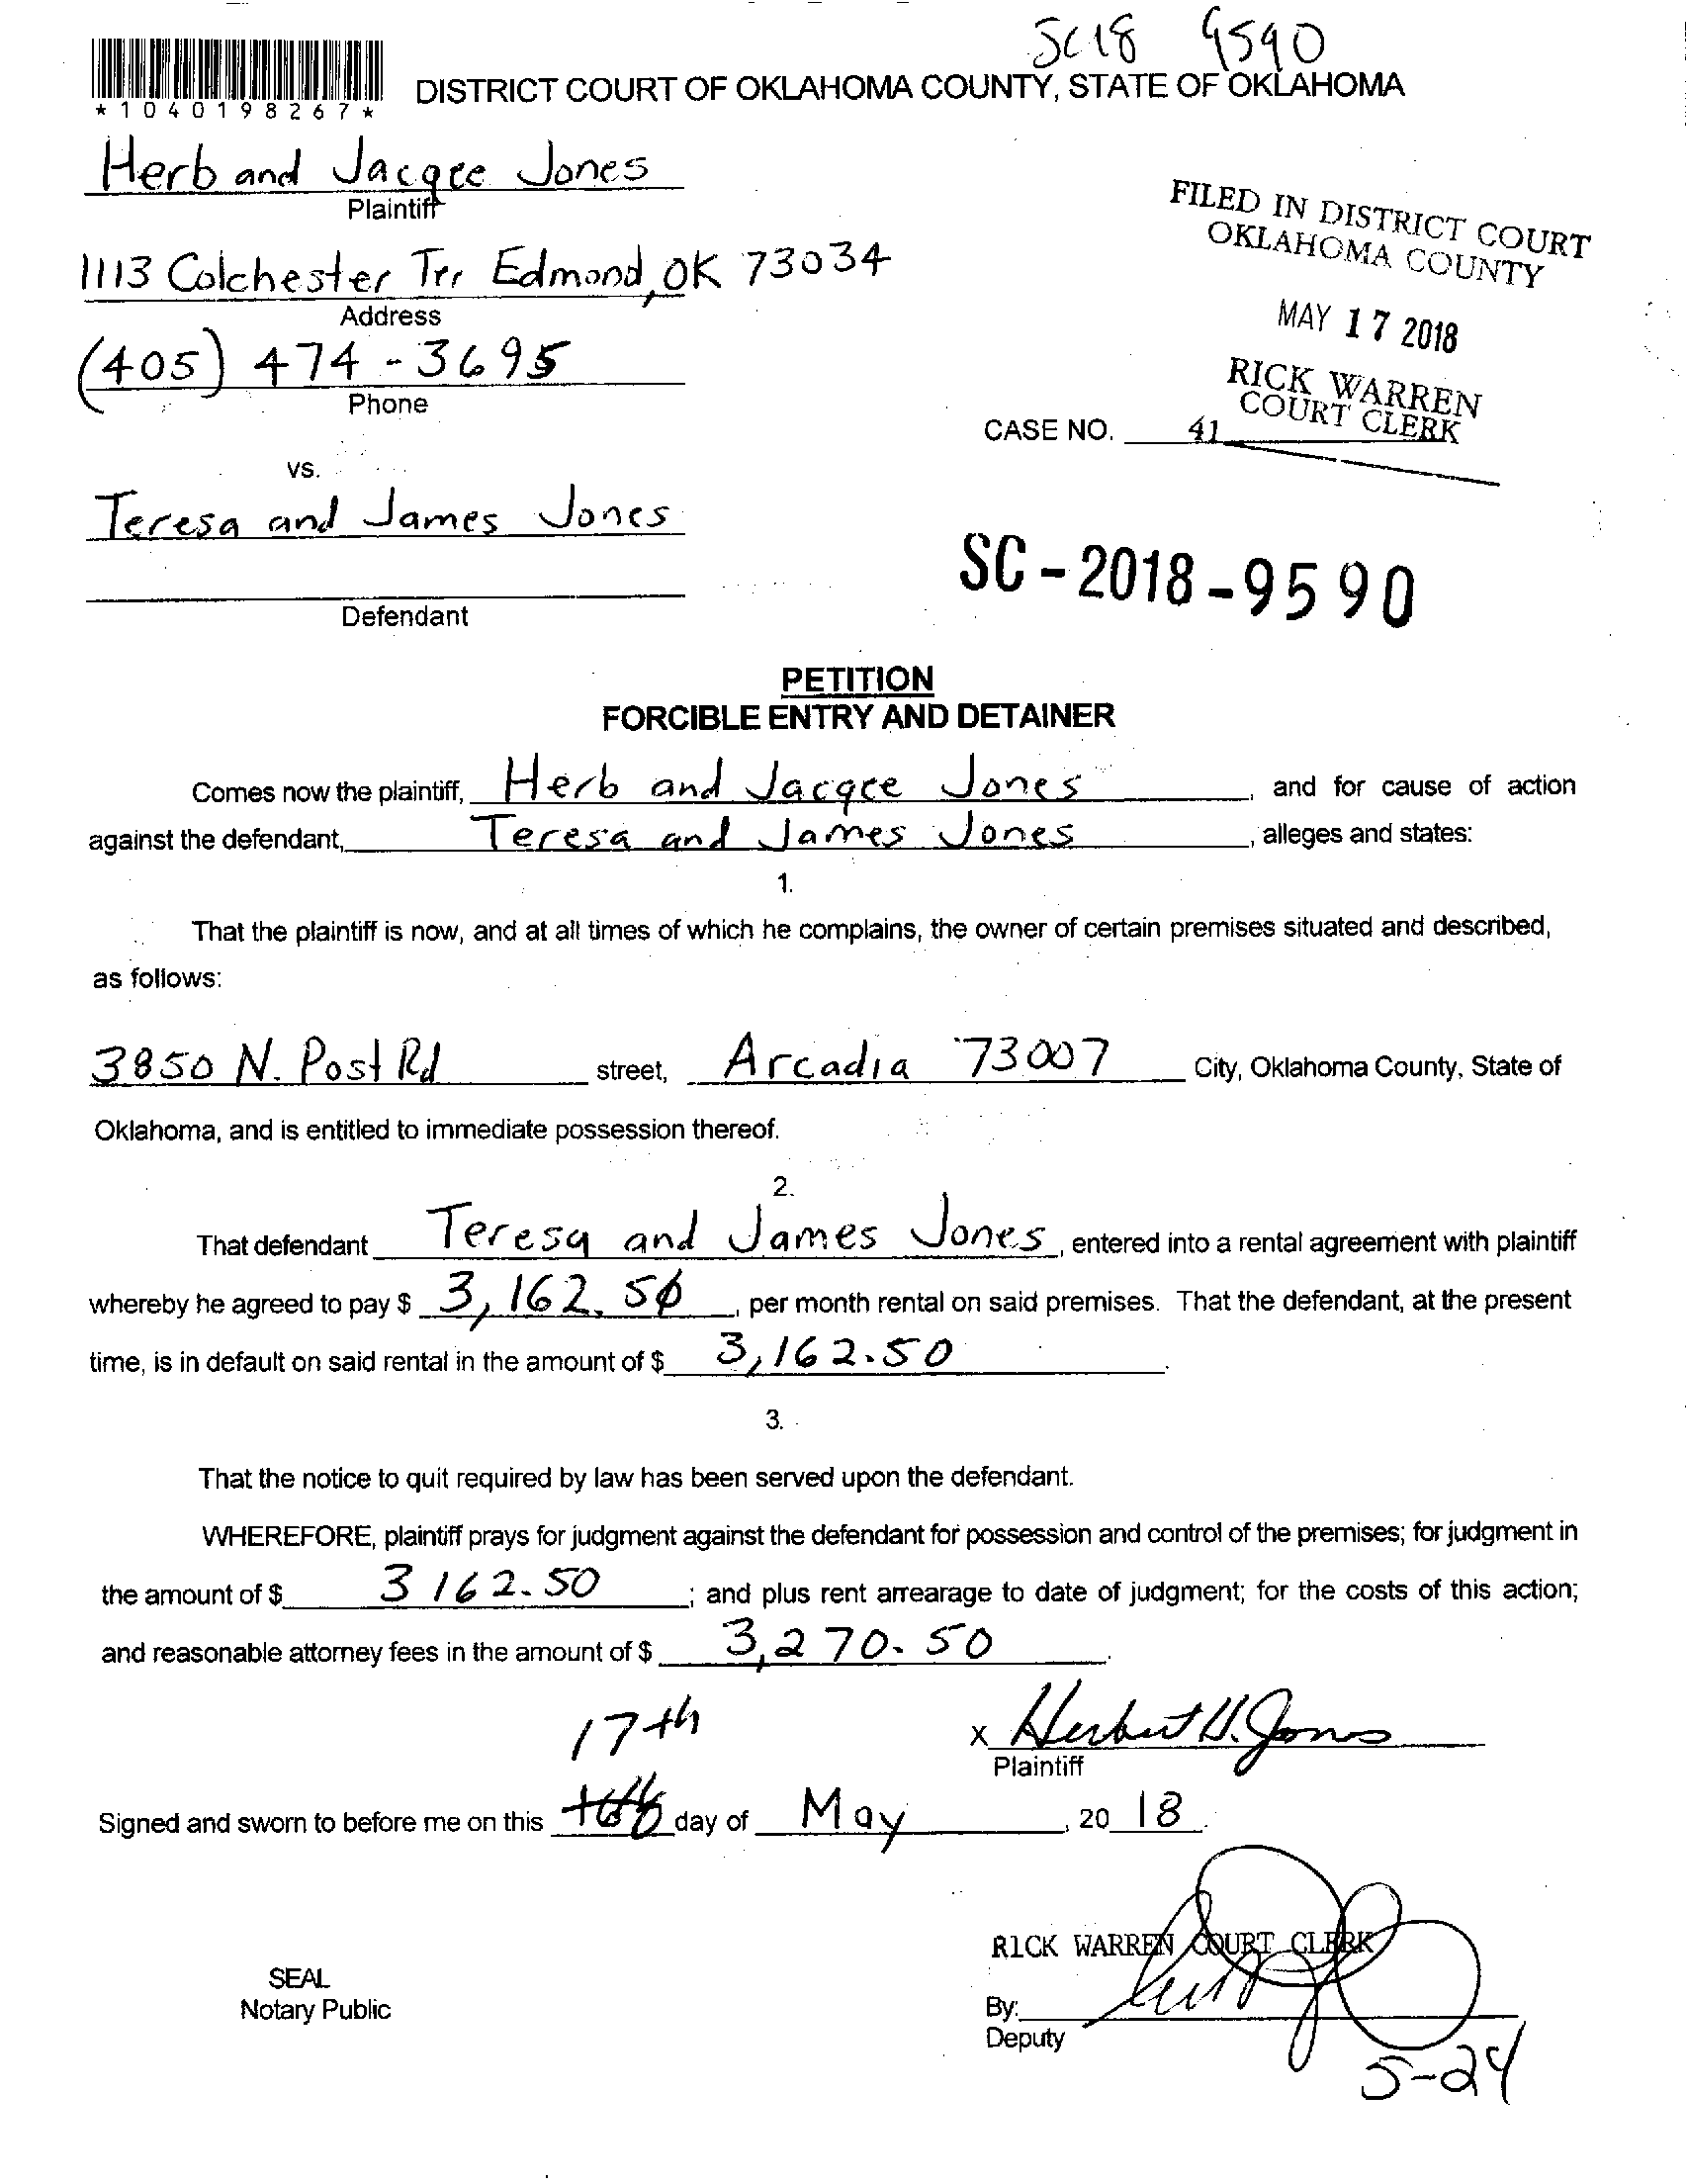 SC18 9590
*1040198267*
DISTRICT COURT OF OKLAHOMA COUNTY, STATE OF OKLAHOMA
Herb and Jacqee Jones
Plaintiff
FILED IN DISTRICT COURT
OKLAHOMA COUNTY
1113 Colchester Trr Edmond, OK 73034
Address
MAY 17 2018
(405) 474-3695
Phone
RICK WARREN
COURT CLERK
CASE NO. 41
vs.
Teresa and James Jones
SC-2018-9590
Defendant
PETITION
FORCIBLE ENTRY AND DETAINER
Comes now the plaintiff, Herb and Jacqee Jones, and for cause of action
against the defendant, Teresa and James Jones, alleges and states:
1.
That the plaintiff is now, and at all times of which he complains, the owner of certain premises situated and described,
as follows:
3850 N. Post Rd street, Arcadia 73007 City, Oklahoma County, State of
Oklahoma, and is entitled to immediate possession thereof.
2.
That defendant Teresa and James Jones, entered into a rental agreement with plaintiff
whereby he agreed to pay $ 3,162.50, per month rental on said premises. That the defendant, at the present
time, is in default on said rental in the amount of $ 3,162.50.
3.
That the notice to quit required by law has been served upon the defendant.
WHEREFORE, plaintiff prays for judgment against the defendant for possession and control of the premises; for judgment in
the amount of $ 3162.50; and plus rent arrearage to date of judgment; for the costs of this action;
and reasonable attorney fees in the amount of $ 3,270.50.
17th
x Herbert H. Jones
Plaintiff
Signed and sworn to before me on this day of May, 20 18.
RICK WARREN COURT CLERK
SEAL
Notary Public
By:
Deputy
5-24